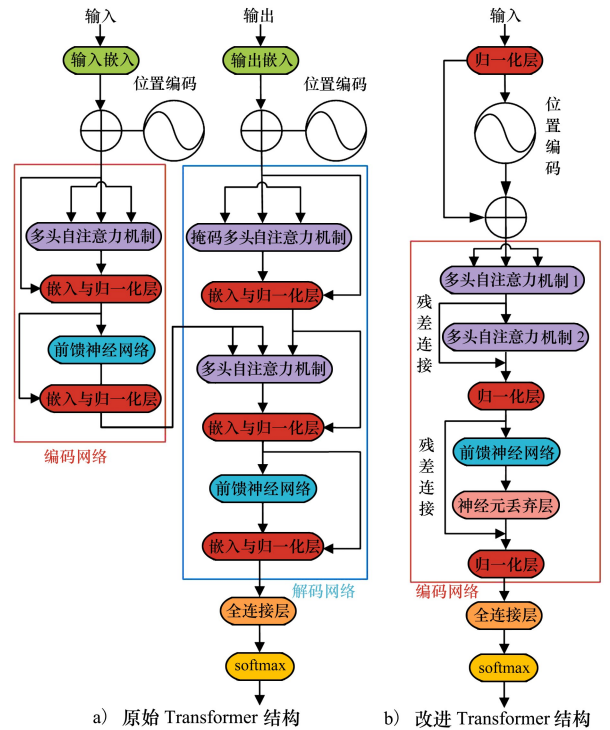 输入
输入嵌入
位置编码
多头自注意力机制
嵌入与归一化层
前馈神经网络
嵌入与归一化层
编码网络
输出
输出嵌入
位置编码
掩码多头自注意力机制
嵌入与归一化层
多头自注意力机制
嵌入与归一化层
前馈神经网络
嵌入与归一化层
解码网络
全连接层
softmax
a） 原始 Transformer 结构
输入
归一化层
位置编码
多头自注意力机制 1
残差连接
多头自注意力机制 2
归一化层
残差连接
前馈神经网络
神经元丢弃层
归一化层
编码网络
全连接层
softmax
b） 改进 Transformer 结构